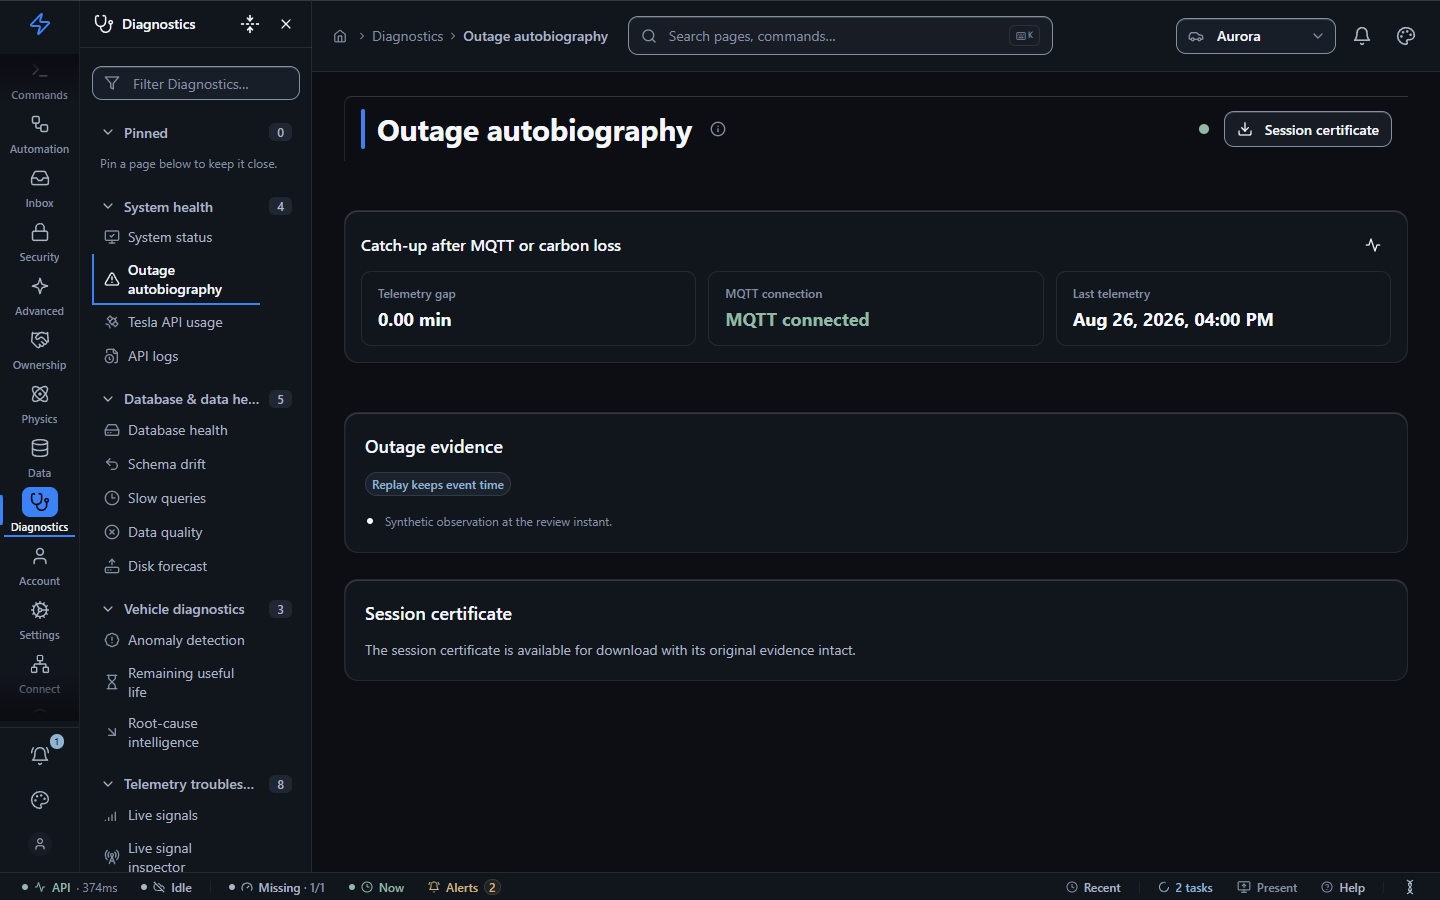 Commands
Automation
Inbox
Security
Advanced
Ownership
Physics
Data
Diagnostics
Account
Settings
Connect
1
Diagnostics
Filter Diagnostics...
Pinned 0
Pin a page below to keep it close.
System health 4
System status
Outage
autobiography
Tesla API usage
API logs
Database & data he... 5
Database health
Schema drift
Slow queries
Data quality
Disk forecast
Vehicle diagnostics 3
Anomaly detection
Remaining useful
life
Root-cause
intelligence
Telemetry troubles... 8
Live signals
Live signal
inspector
Diagnostics > Outage autobiography
Search pages, commands...
K
Aurora
Outage autobiography
Session certificate
Catch-up after MQTT or carbon loss
Telemetry gap
0.00 min
MQTT connection
MQTT connected
Last telemetry
Aug 26, 2026, 04:00 PM
Outage evidence
Replay keeps event time
Synthetic observation at the review instant.
Session certificate
The session certificate is available for download with its original evidence intact.
API · 374ms
Idle
Missing · 1/1
Now
Alerts 2
Recent
2 tasks
Present
Help